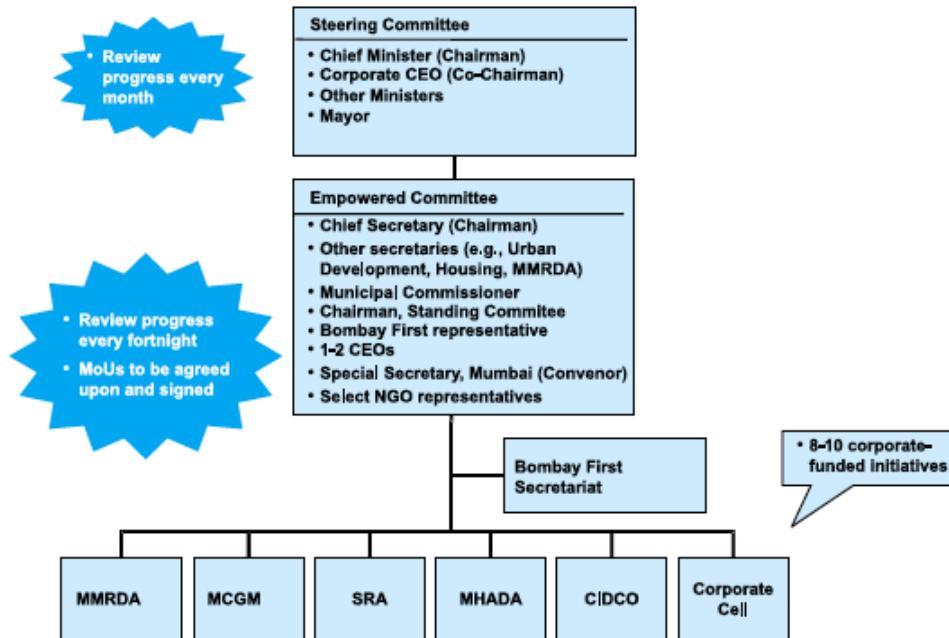 • Review
progress every
month
Steering Committee
• Chief Minister (Chairman)
• Corporate CEO (Co-Chairman)
• Other Ministers
• Mayor
Empowered Committee
• Chief Secretary (Chairman)
• Other secretaries (e.g., Urban
Development, Housing, MMRDA)
• Municipal Commissioner
• Chairman, Standing Commitee
• Bombay First representative
• 1-2 CEOs
• Special Secretary, Mumbai (Convenor)
• Select NGO representatives
• Review progress
every fortnight
• MoUs to be agreed
upon and signed
Bombay First
Secretariat
• 8-10 corporate-
funded initiatives
MMRDA
MCGM
SRA
MHADA
CIDCO
Corporate
Cell